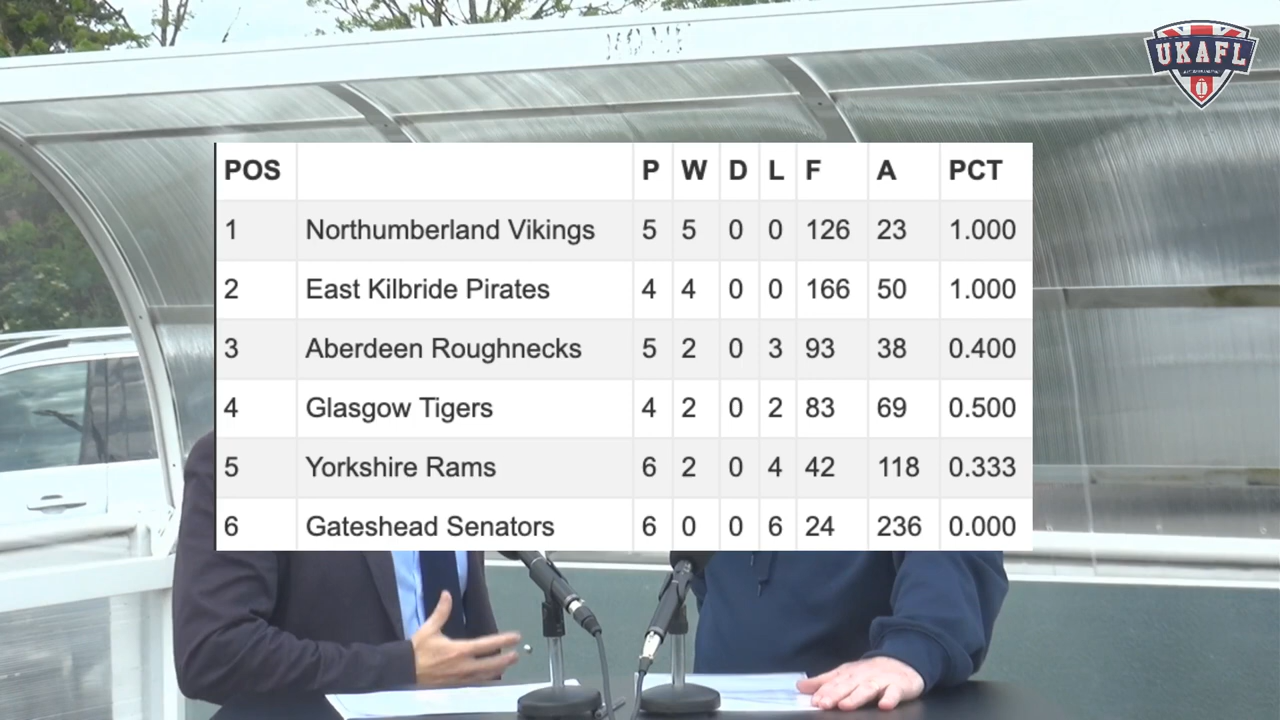 HOME
UKAFL
POS P W D L F A PCT
1 Northumberland Vikings 5 5 0 0 126 23 1.000
2 East Kilbride Pirates 4 4 0 0 166 50 1.000
3 Aberdeen Roughnecks 5 2 0 3 93 38 0.400
4 Glasgow Tigers 4 2 0 2 83 69 0.500
5 Yorkshire Rams 6 2 0 4 42 118 0.333
6 Gateshead Senators 6 0 0 6 24 236 0.000